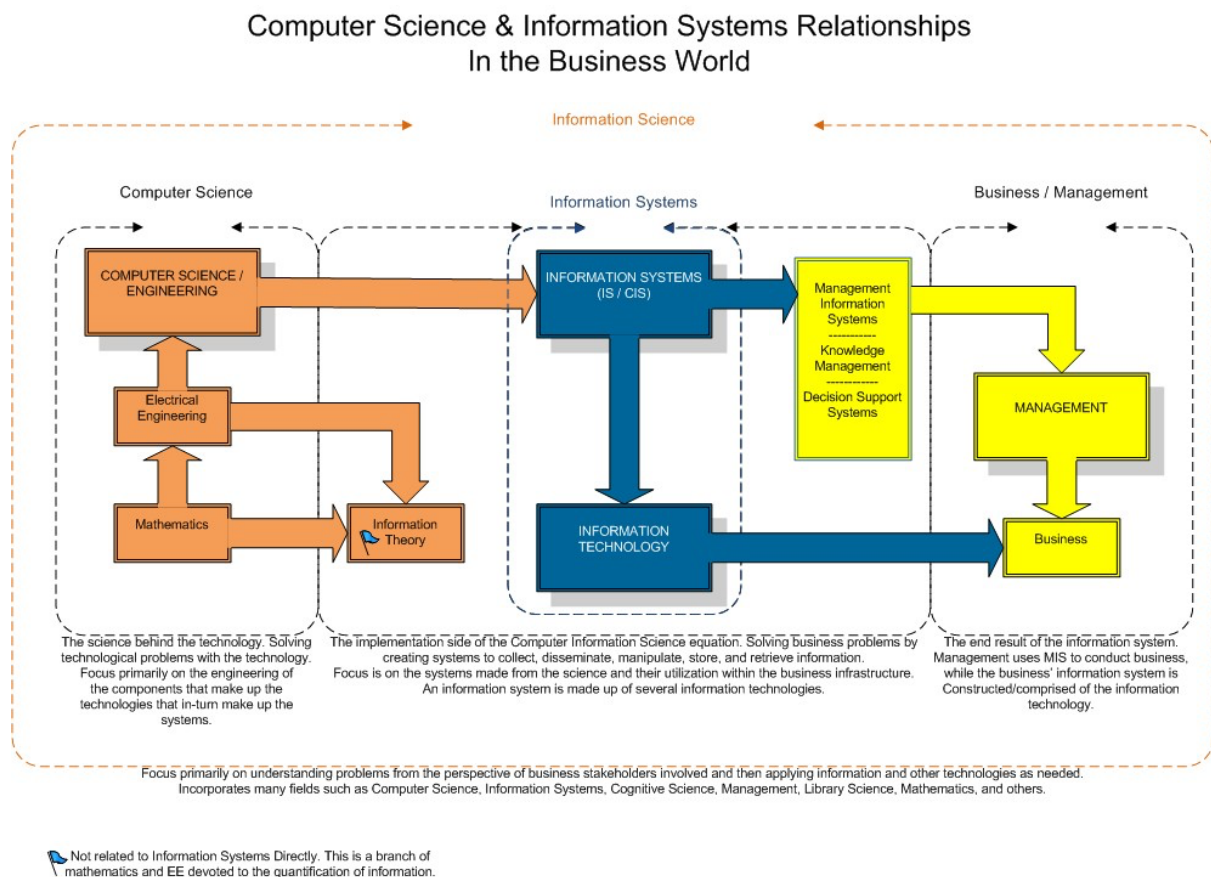 Computer Science & Information Systems Relationships
In the Business World
Information Science
Computer Science
Information Systems
Business / Management
COMPUTER SCIENCE /
ENGINEERING
INFORMATION SYSTEMS
(IS / CIS)
Management
Information
Systems
-----------
Knowledge
Management
------------
Decision Support
Systems
Electrical
Engineering
MANAGEMENT
Mathematics
Information
Theory
INFORMATION
TECHNOLOGY
Business
The science behind the technology. Solving
technological problems with the technology.
Focus primarily on the engineering of
the components that make up the
technologies that in-turn make up the
systems.
The implementation side of the Computer Information Science equation. Solving business problems by
creating systems to collect, disseminate, manipulate, store, and retrieve information.
Focus is on the systems made from the science and their utilization within the business infrastructure.
An information system is made up of several information technologies.
The end result of the information system.
Management uses MIS to conduct business,
while the business' information system is
Constructed/comprised of the information
technology.
Focus primarily on understanding problems from the perspective of business stakeholders involved and then applying information and other technologies as needed.
Incorporates many fields such as Computer Science, Information Systems, Cognitive Science, Management, Library Science, Mathematics, and others.
Not related to Information Systems Directly. This is a branch of
mathematics and EE devoted to the quantification of information.